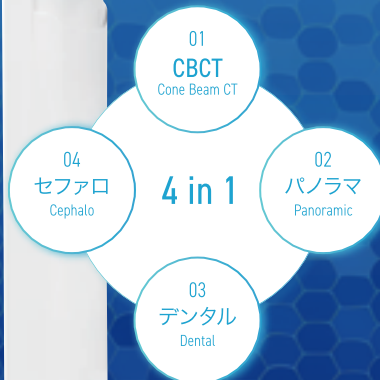 01
CBCT
Cone Beam CT
04
セファロ
Cephalo
4 in 1
02
パノラマ
Panoramic
03
デンタル
Dental